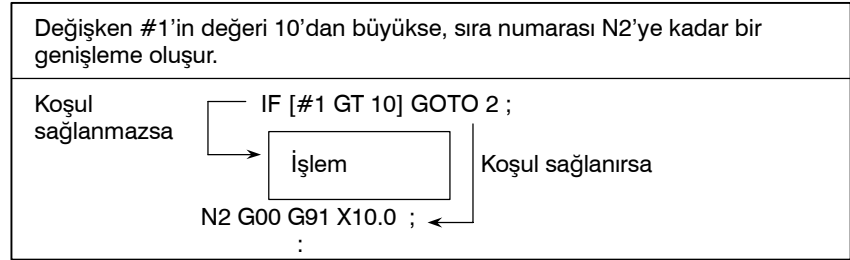 Değişken #1’in değeri 10’dan büyükse, sıra numarası N2’ye kadar bir
genişleme oluşur.
Koşul
sağlanmazsa
IF [#1 GT 10] GOTO 2 ;
İşlem
Koşul sağlanırsa
N2 G00 G91 X10.0 ;
: